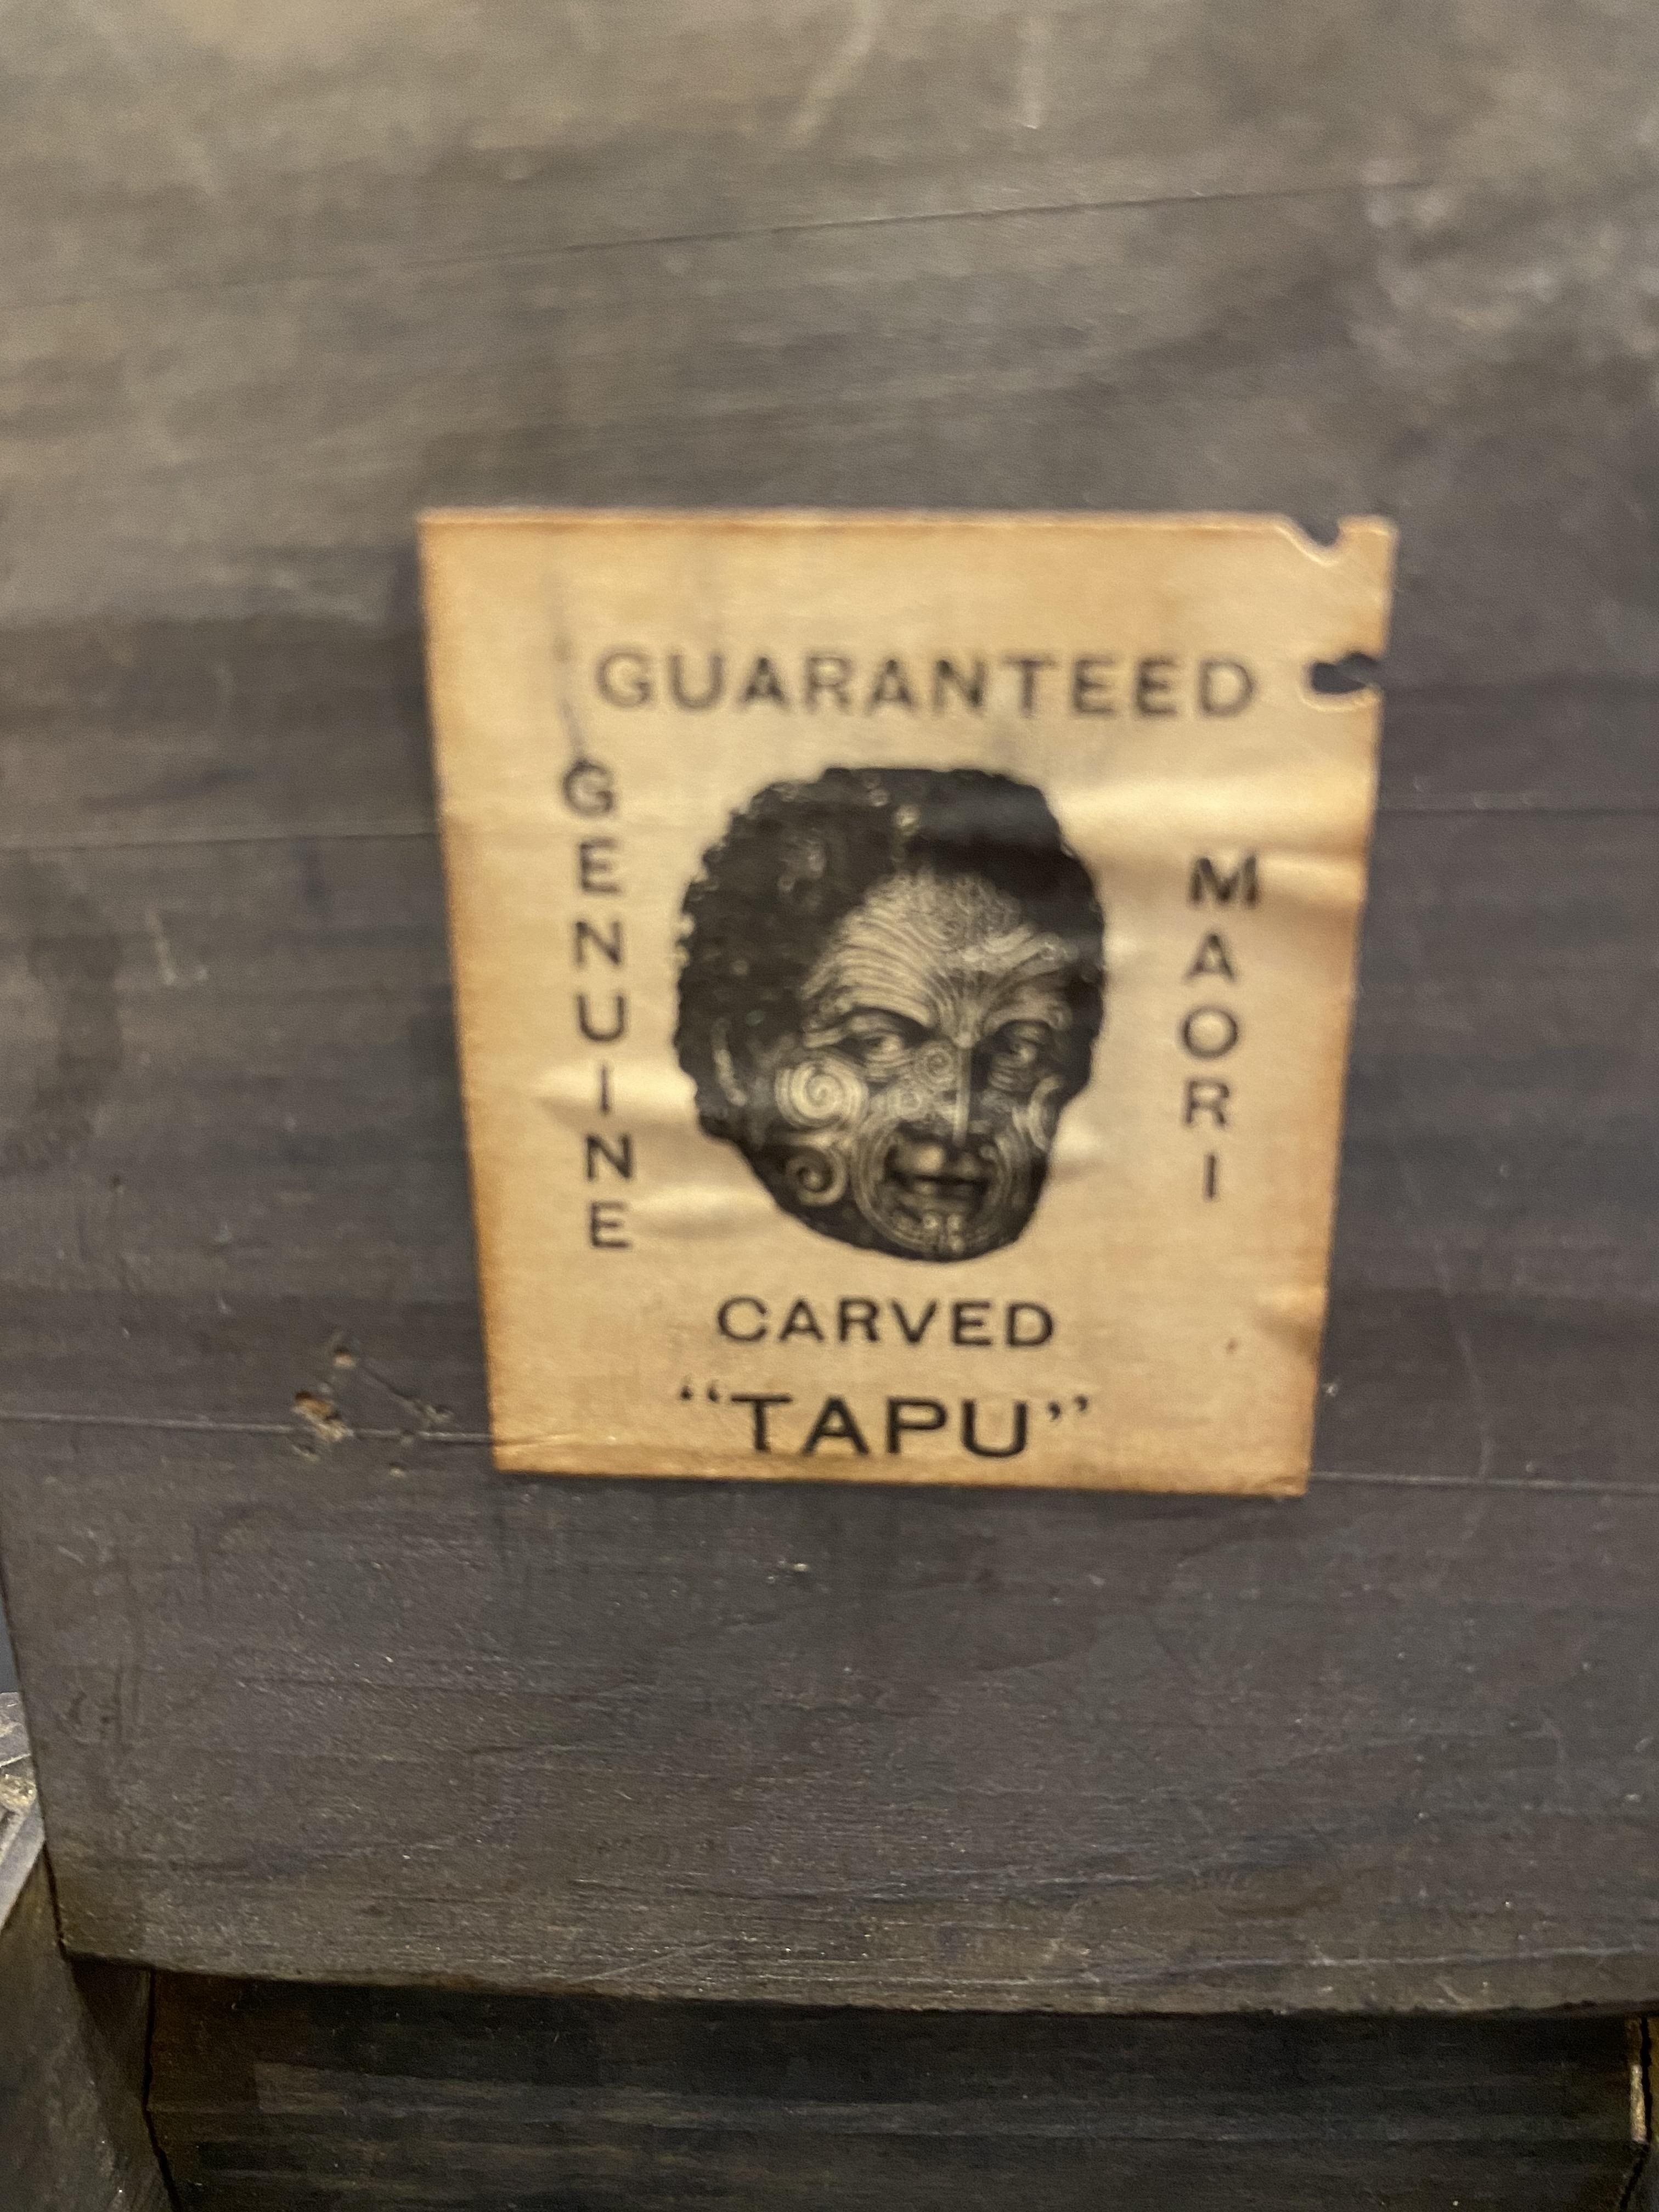 GUARANTEED
GENUINE
MAORI
CARVED
“TAPU”